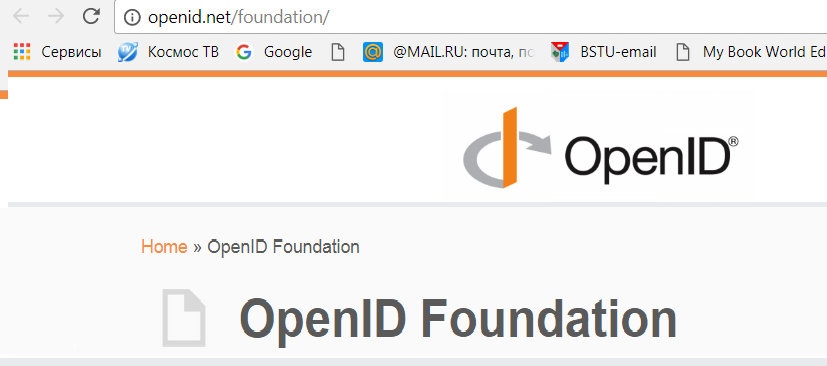 openid.net/foundation/
Сервисы Космос ТВ Google @MAIL.RU: почта, по BSTU-email My Book World Ed
OpenID®
Home » OpenID Foundation
OpenID Foundation